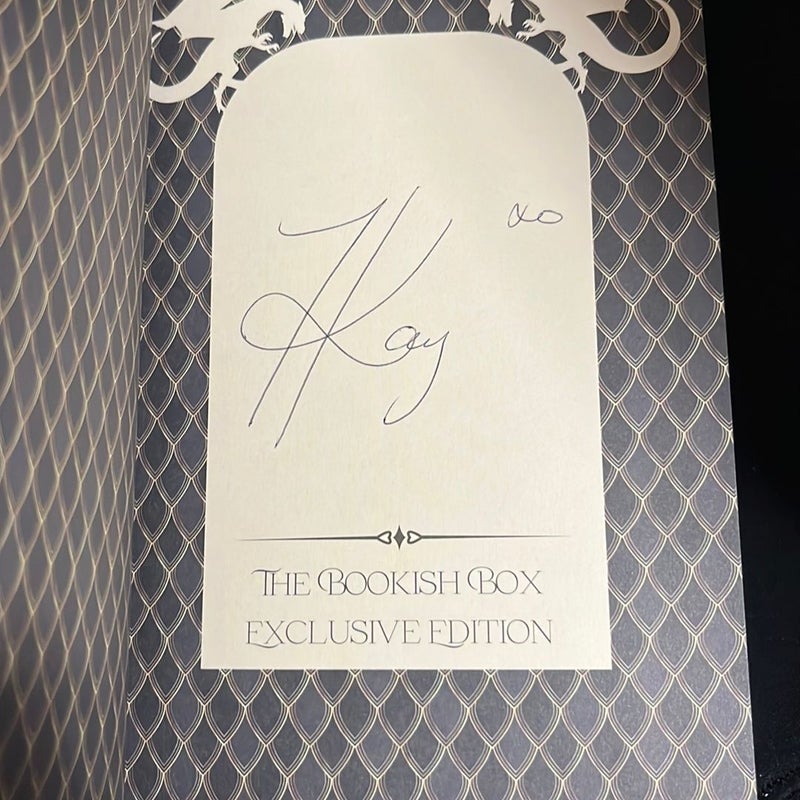 xo
Kay
THE BOOKISH BOX
EXCLUSIVE EDITION